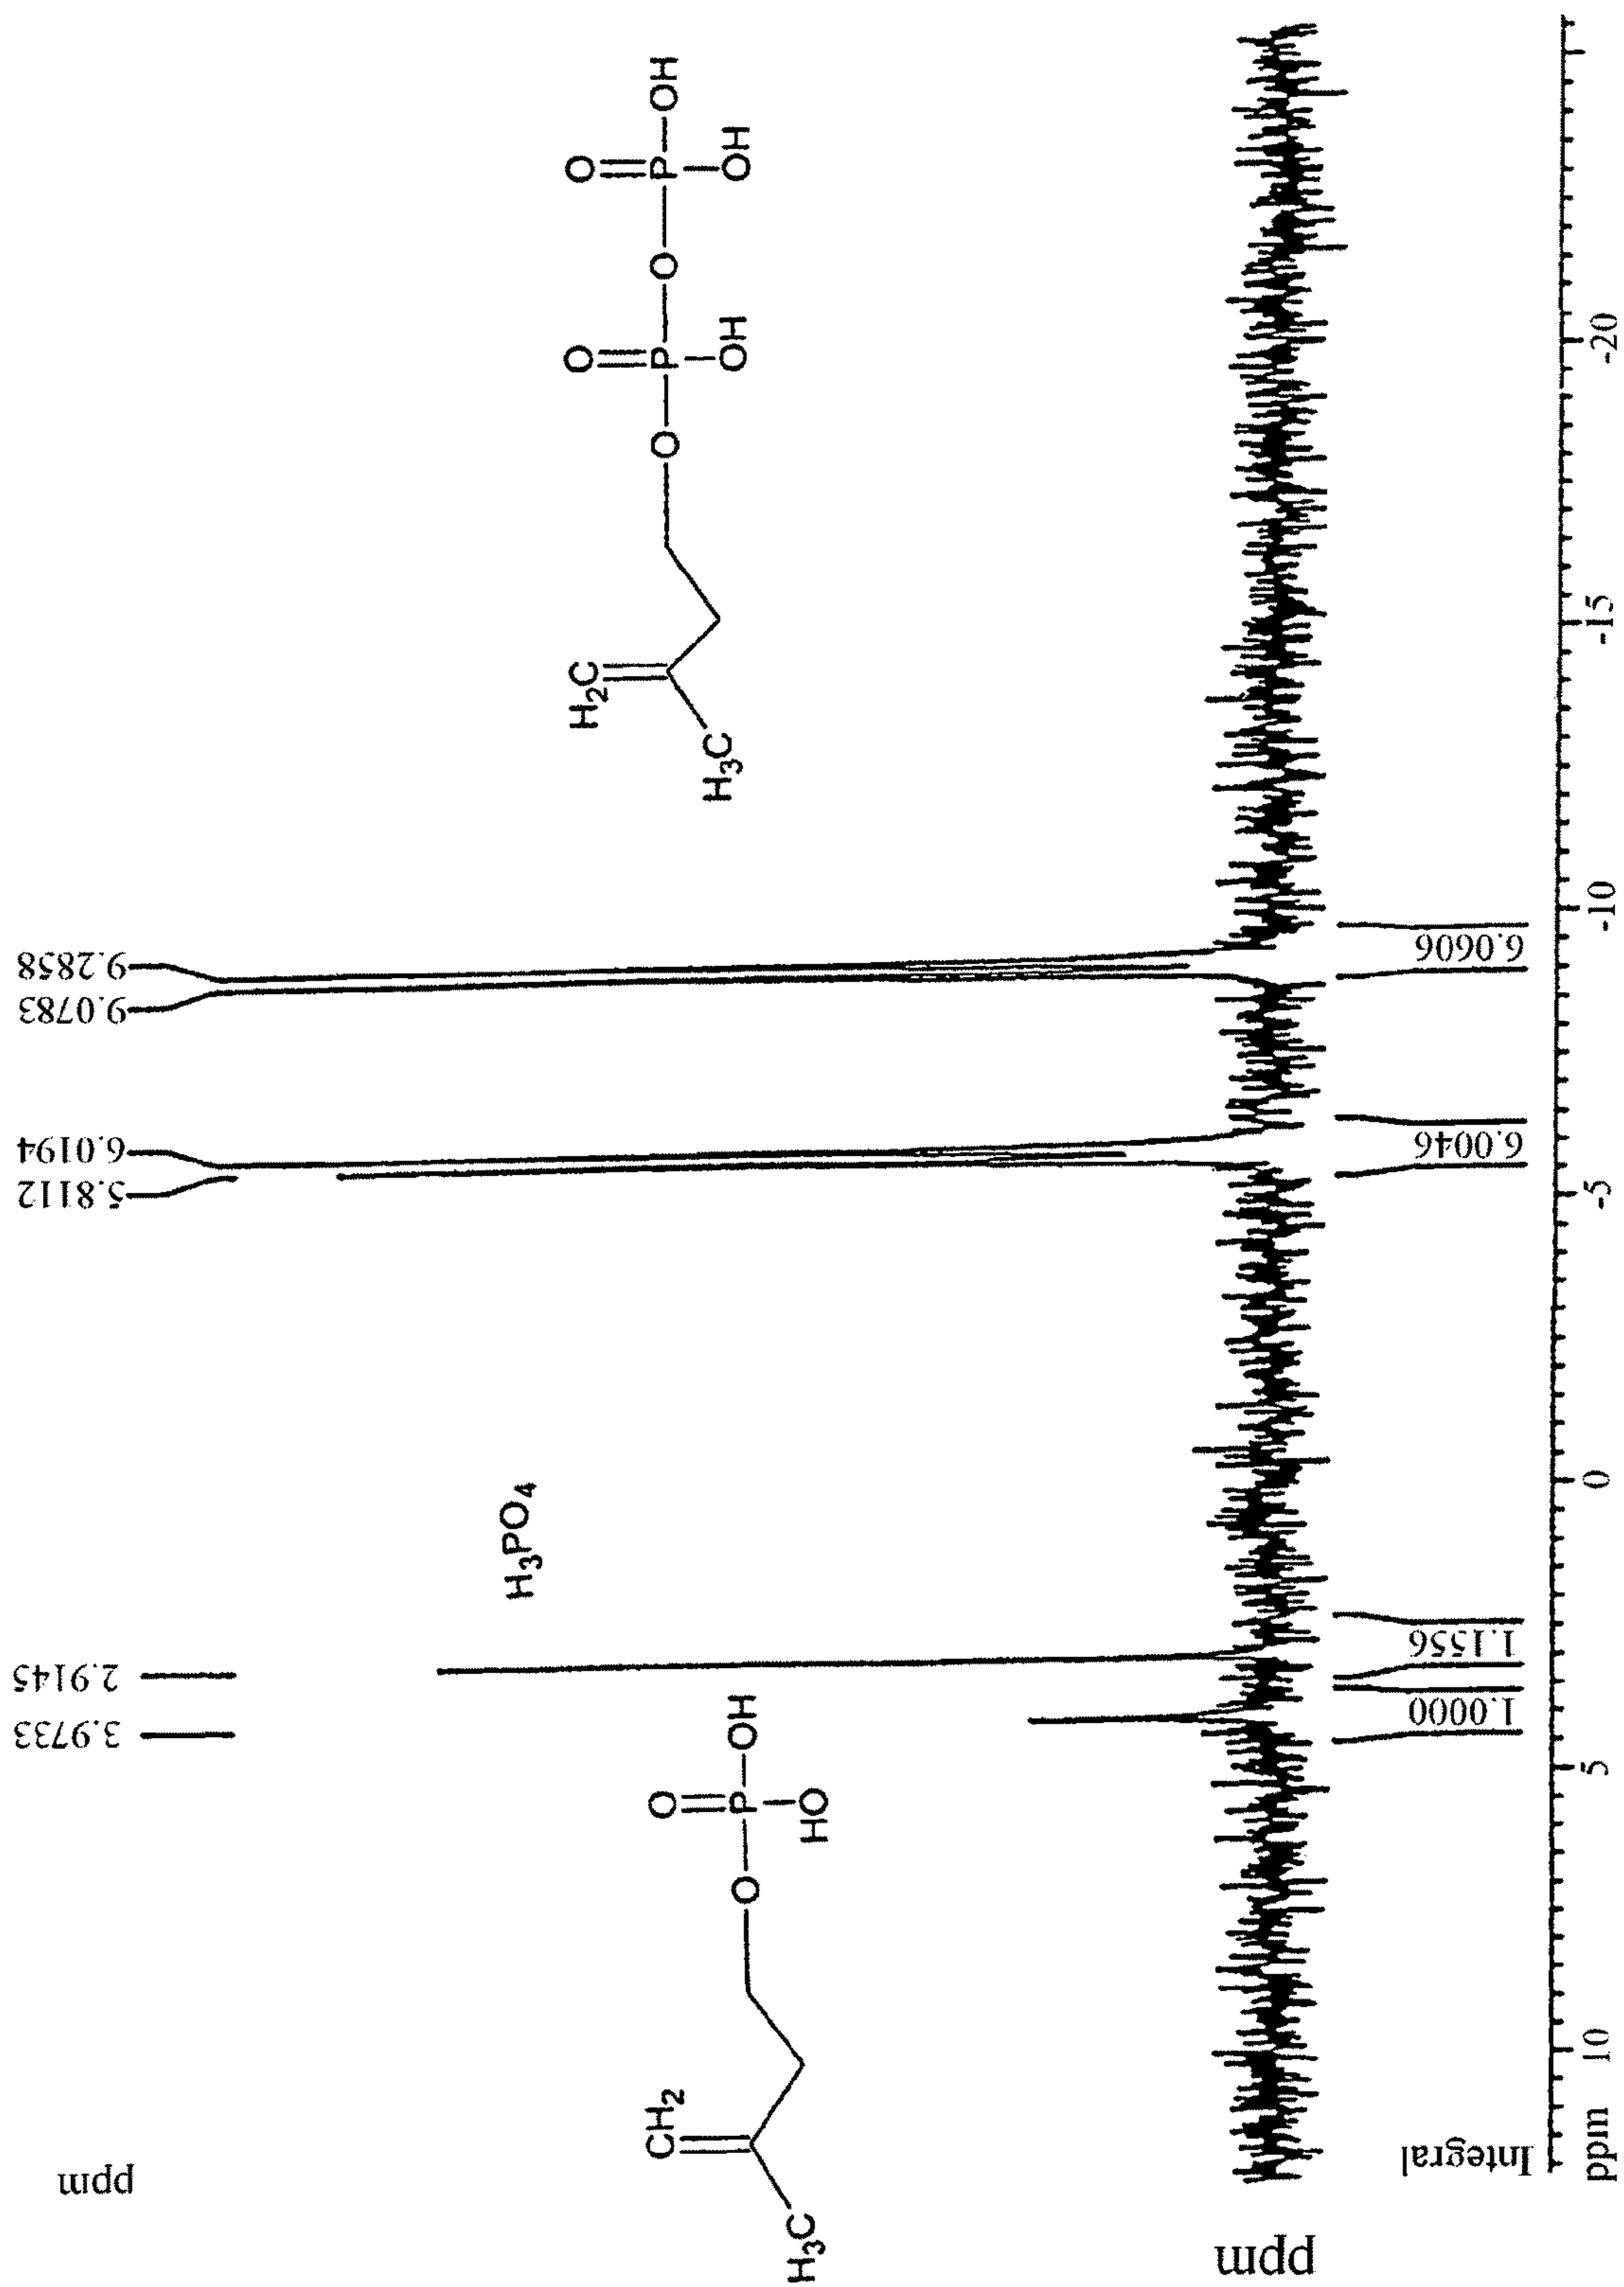 ppm
3.9733
2.9145
5.8112
6.0194
9.0783
9.2858
H₃C
CH₂
O
O
P
OH
HO
H₃PO₄
H₃C
H₂C
O
O
P
OH
O
O
P
OH
OH
ppm
Integral
1.0000
1.1556
6.0046
6.0606
ppm
10
5
0
-5
-10
-15
-20